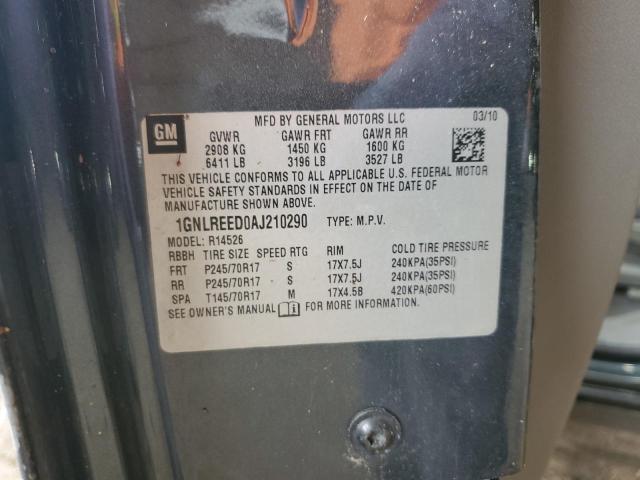 MFD BY GENERAL MOTORS LLC 03/10
GM
GVWR GAWR FRT GAWR RR
2908 KG 1450 KG 1600 KG
6411 LB 3196 LB 3527 LB
THIS VEHICLE CONFORMS TO ALL APPLICABLE U.S. FEDERAL MOTOR
VEHICLE SAFETY STANDARDS IN EFFECT ON THE DATE OF
MANUFACTURE SHOWN ABOVE.
1GNLREED0AJ210290 TYPE: M.P.V.
MODEL: R14526
RBBH TIRE SIZE SPEED RTG RIM COLD TIRE PRESSURE
FRT P245/70R17 S 17X7.5J 240KPA(35PSI)
RR P245/70R17 S 17X7.5J 240KPA(35PSI)
SPA T145/70R17 M 17X4.5B 420KPA(60PSI)
SEE OWNER'S MANUAL FOR MORE INFORMATION.